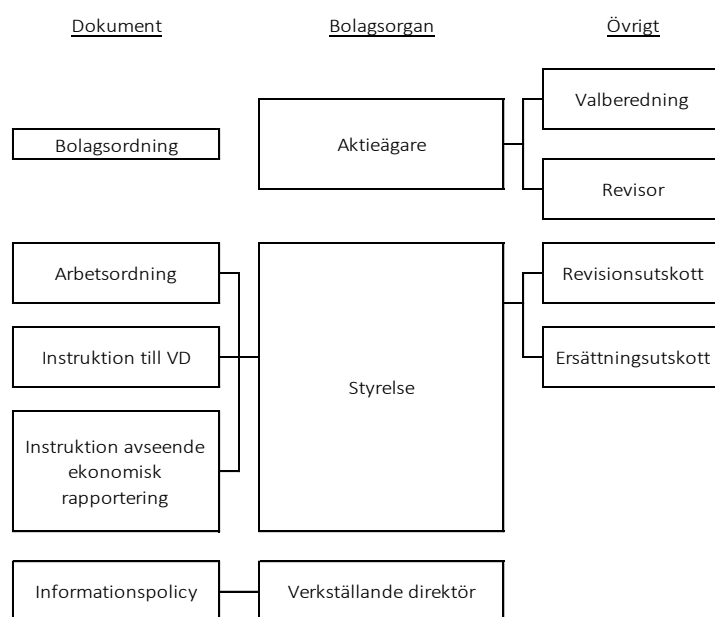 Dokument
Bolagsorgan
Övrigt
Valberedning
Bolagsordning
Aktieägare
Revisor
Arbetsordning
Revisionsutskott
Instruktion till VD
Ersättningsutskott
Styrelse
Instruktion avseende
ekonomisk
rapportering
Informationspolicy
Verkställande direktör